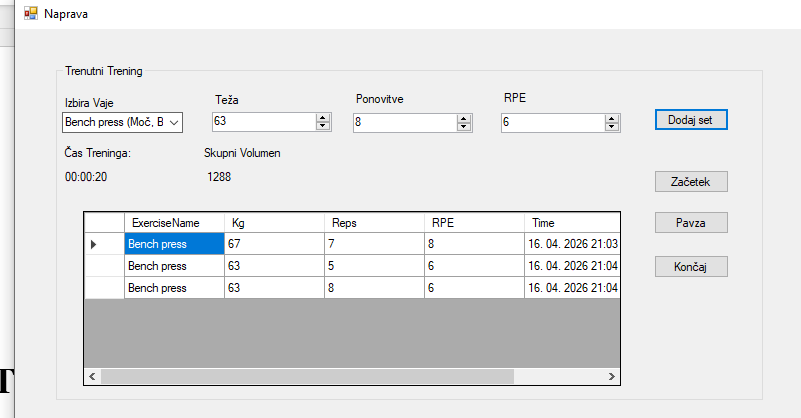 Naprava
Trenutni Trening
Izbira Vaje Teža Ponovitve RPE
Bench press (Moč, B 63 8 6 Dodaj set
Čas Treninga: Skupni Volumen
00:00:20 1288 Začetek
ExerciseName Kg Reps RPE Time Pavza
Bench press 67 7 8 16. 04. 2026 21:03
Bench press 63 5 6 16. 04. 2026 21:04 Končaj
Bench press 63 8 6 16. 04. 2026 21:04